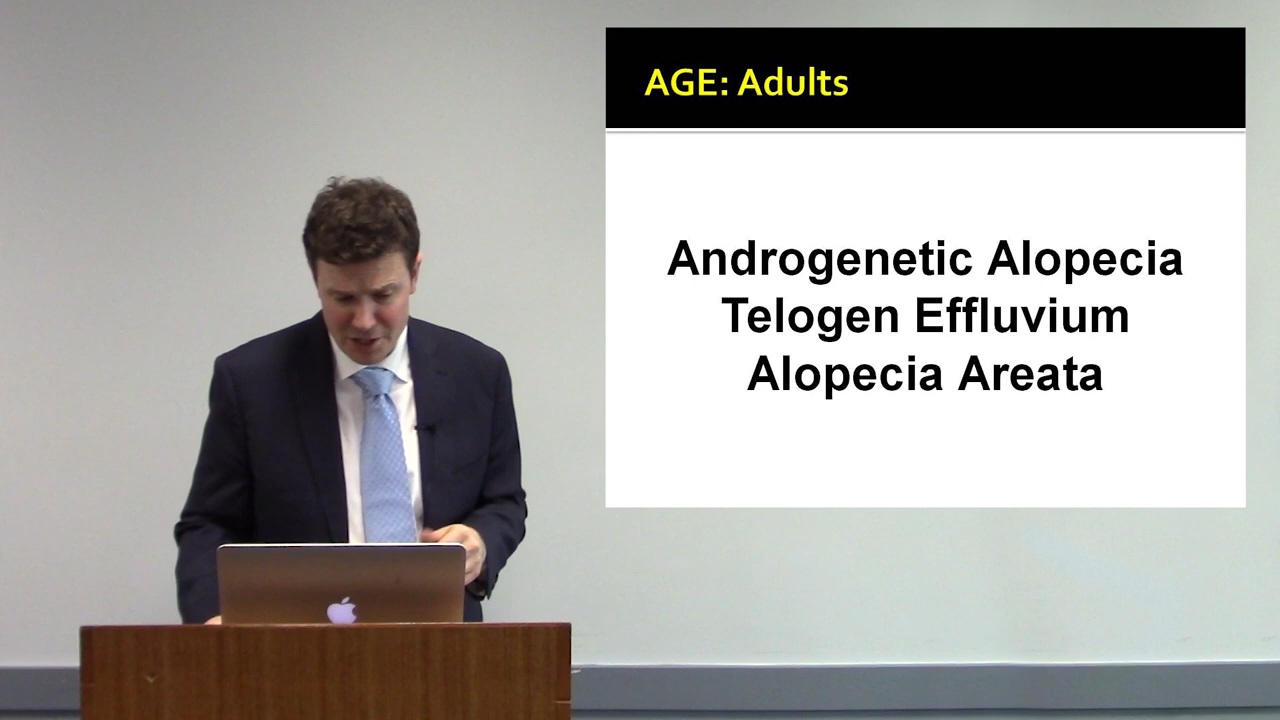 AGE: Adults
Androgenetic Alopecia
Telogen Effluvium
Alopecia Areata